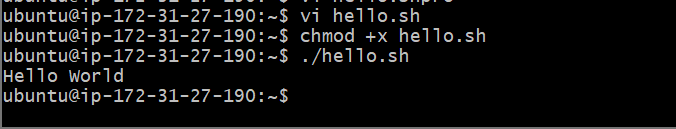 ubuntu@ip-172-31-27-190:~$ vi hello.sh
ubuntu@ip-172-31-27-190:~$ chmod +x hello.sh
ubuntu@ip-172-31-27-190:~$ ./hello.sh
Hello World
ubuntu@ip-172-31-27-190:~$